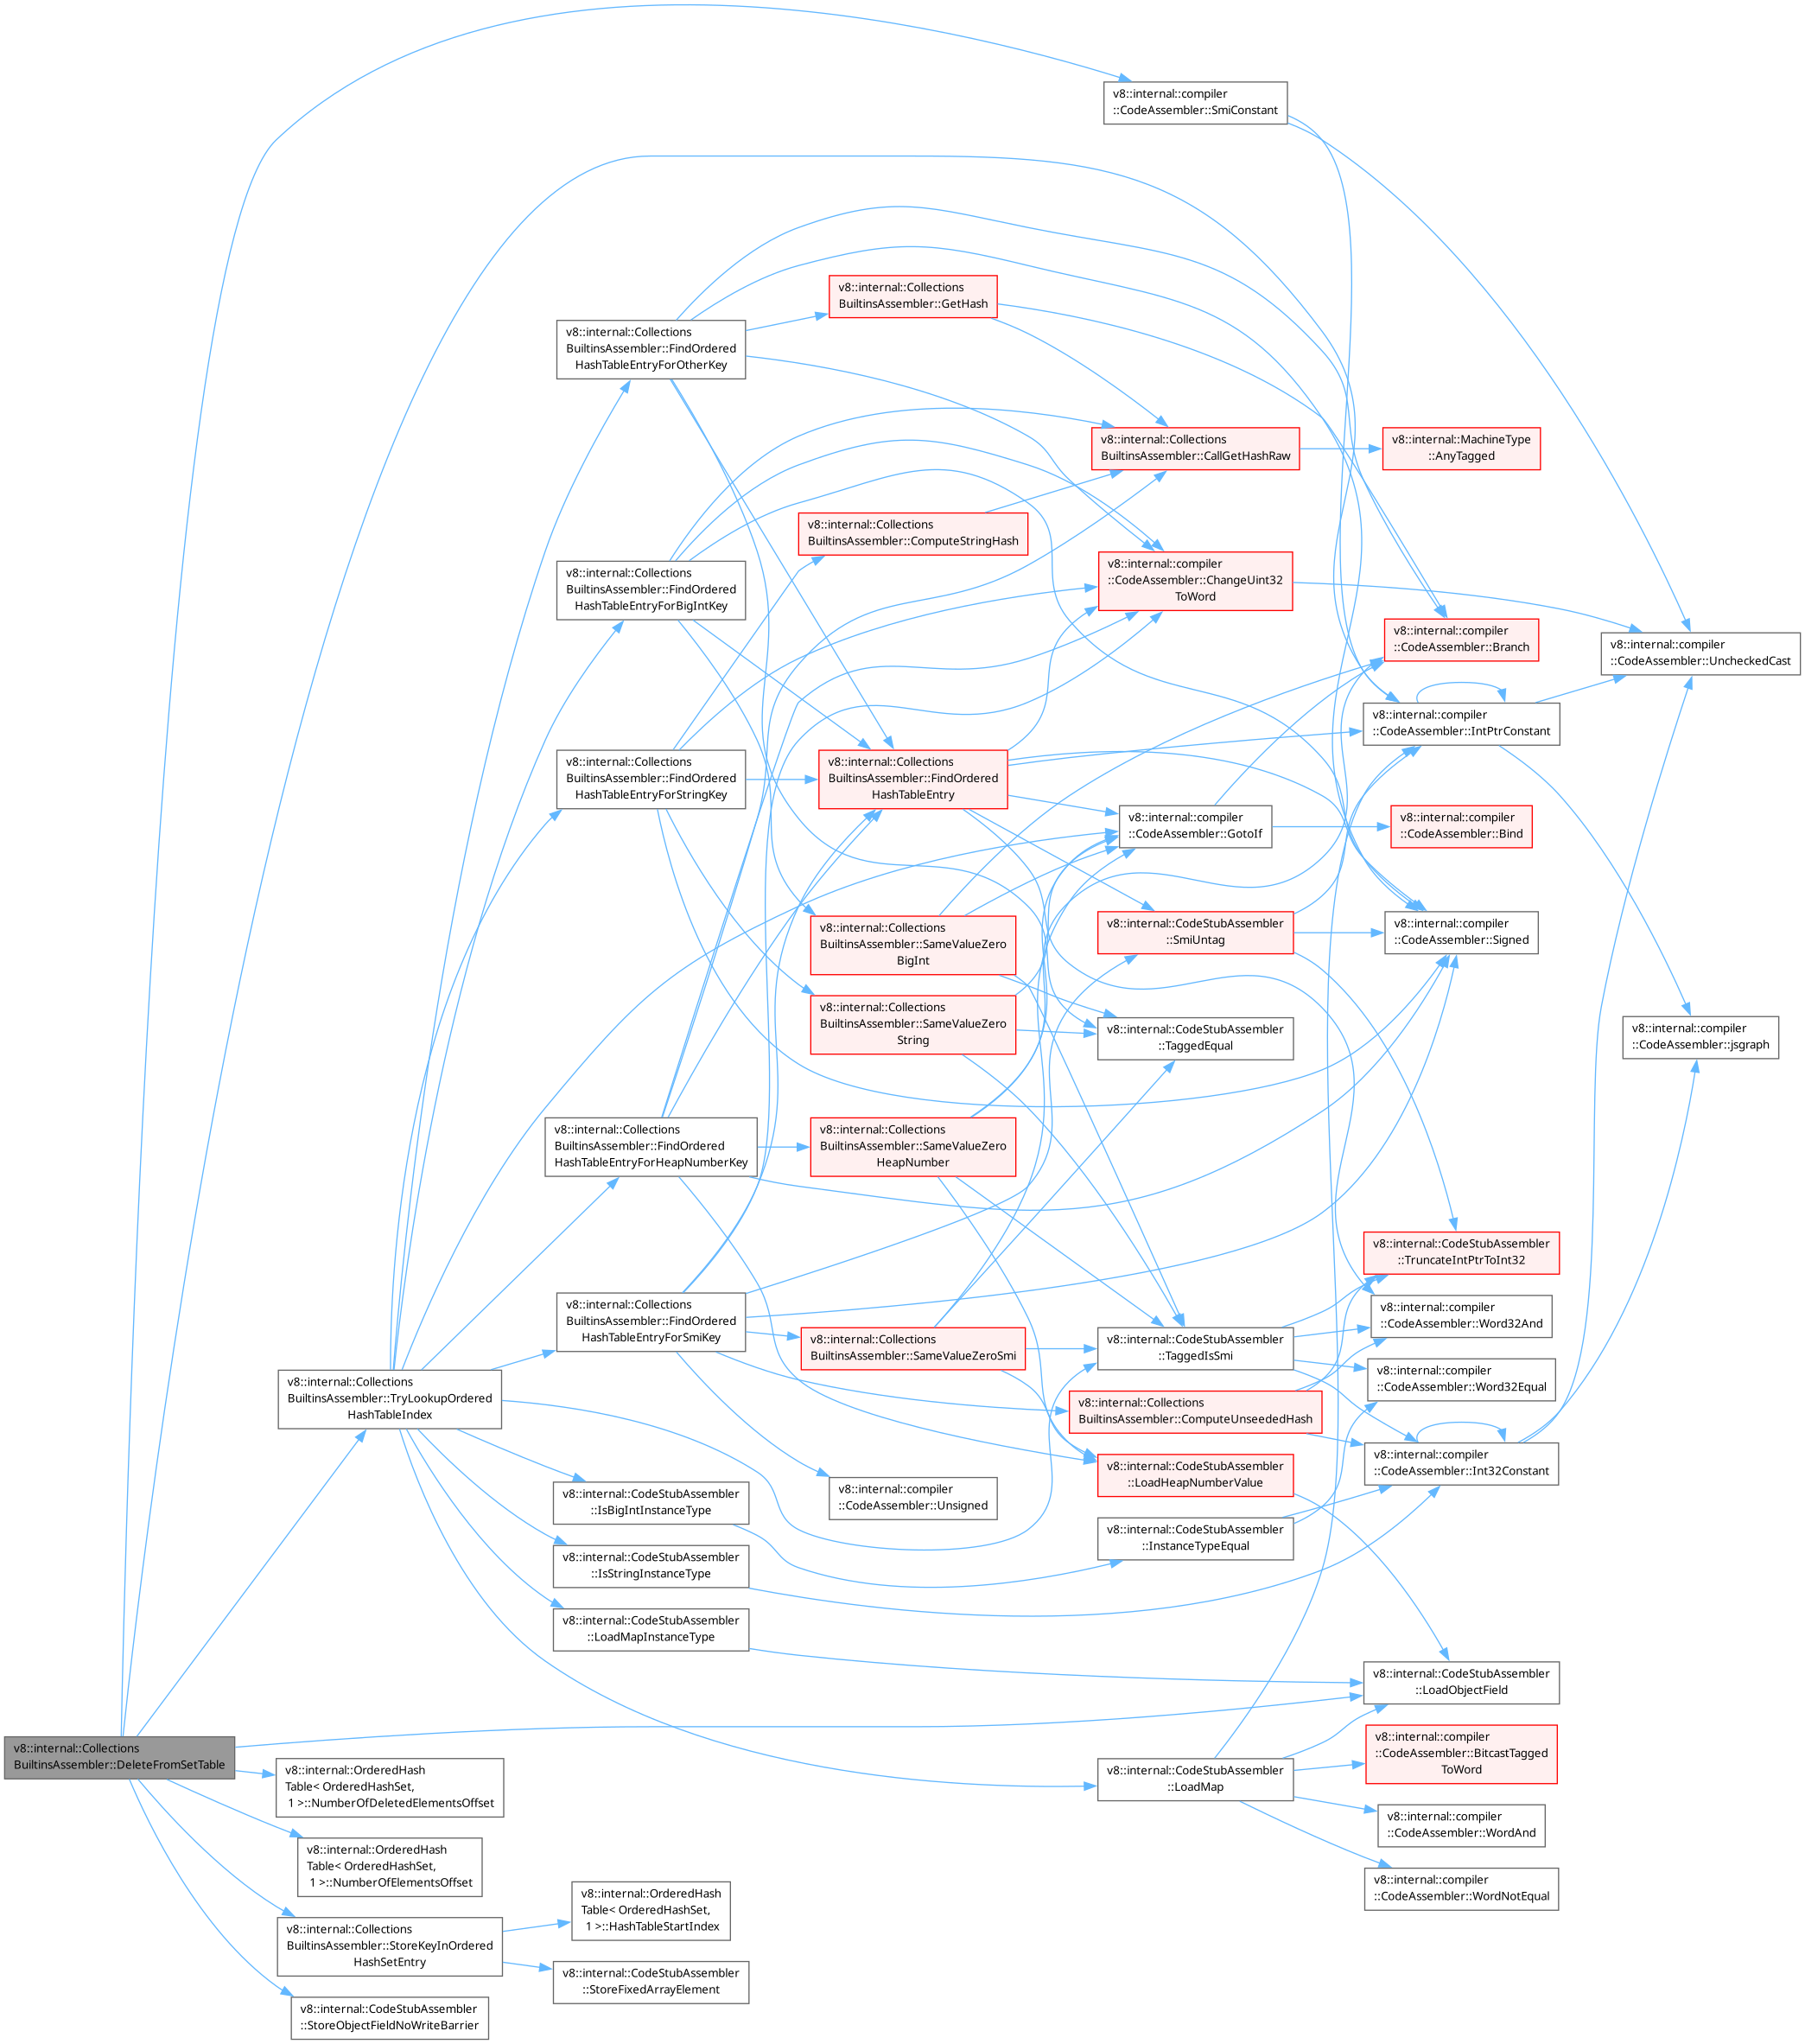 v8::internal::compiler
::CodeAssembler::SmiConstant
v8::internal::Collections
BuiltinsAssembler::GetHash
v8::internal::Collections
BuiltinsAssembler::FindOrdered
HashTableEntryForOtherKey
v8::internal::Collections
BuiltinsAssembler::CallGetHashRaw
v8::internal::MachineType
::AnyTagged
v8::internal::Collections
BuiltinsAssembler::ComputeStringHash
v8::internal::Collections
BuiltinsAssembler::FindOrdered
HashTableEntryForBigIntKey
v8::internal::compiler
::CodeAssembler::ChangeUint32
ToWord
v8::internal::compiler
::CodeAssembler::Branch
v8::internal::compiler
::CodeAssembler::UncheckedCast
v8::internal::compiler
::CodeAssembler::IntPtrConstant
v8::internal::Collections
BuiltinsAssembler::FindOrdered
HashTableEntryForStringKey
v8::internal::Collections
BuiltinsAssembler::FindOrdered
HashTableEntry
v8::internal::compiler
::CodeAssembler::GotoIf
v8::internal::compiler
::CodeAssembler::Bind
v8::internal::Collections
BuiltinsAssembler::SameValueZero
BigInt
v8::internal::CodeStubAssembler
::SmiUntag
v8::internal::compiler
::CodeAssembler::Signed
v8::internal::Collections
BuiltinsAssembler::SameValueZero
String
v8::internal::CodeStubAssembler
::TaggedEqual
v8::internal::compiler
::CodeAssembler::jsgraph
v8::internal::Collections
BuiltinsAssembler::FindOrdered
HashTableEntryForHeapNumberKey
v8::internal::Collections
BuiltinsAssembler::SameValueZero
HeapNumber
v8::internal::CodeStubAssembler
::TruncateIntPtrToInt32
v8::internal::Collections
BuiltinsAssembler::FindOrdered
HashTableEntryForSmiKey
v8::internal::compiler
::CodeAssembler::Word32And
v8::internal::Collections
BuiltinsAssembler::SameValueZeroSmi
v8::internal::CodeStubAssembler
::TaggedIsSmi
v8::internal::compiler
::CodeAssembler::Word32Equal
v8::internal::Collections
BuiltinsAssembler::TryLookupOrdered
HashTableIndex
v8::internal::Collections
BuiltinsAssembler::ComputeUnseededHash
v8::internal::compiler
::CodeAssembler::Int32Constant
v8::internal::CodeStubAssembler
::LoadHeapNumberValue
v8::internal::CodeStubAssembler
::IsBigIntInstanceType
v8::internal::compiler
::CodeAssembler::Unsigned
v8::internal::CodeStubAssembler
::InstanceTypeEqual
v8::internal::CodeStubAssembler
::IsStringInstanceType
v8::internal::CodeStubAssembler
::LoadMapInstanceType
v8::internal::CodeStubAssembler
::LoadObjectField
v8::internal::Collections
BuiltinsAssembler::DeleteFromSetTable
v8::internal::OrderedHash
Table< OrderedHashSet,
1 >::NumberOfDeletedElementsOffset
v8::internal::CodeStubAssembler
::LoadMap
v8::internal::compiler
::CodeAssembler::BitcastTagged
ToWord
v8::internal::compiler
::CodeAssembler::WordAnd
v8::internal::OrderedHash
Table< OrderedHashSet,
1 >::NumberOfElementsOffset
v8::internal::compiler
::CodeAssembler::WordNotEqual
v8::internal::OrderedHash
Table< OrderedHashSet,
1 >::HashTableStartIndex
v8::internal::Collections
BuiltinsAssembler::StoreKeyInOrdered
HashSetEntry
v8::internal::CodeStubAssembler
::StoreFixedArrayElement
v8::internal::CodeStubAssembler
::StoreObjectFieldNoWriteBarrier